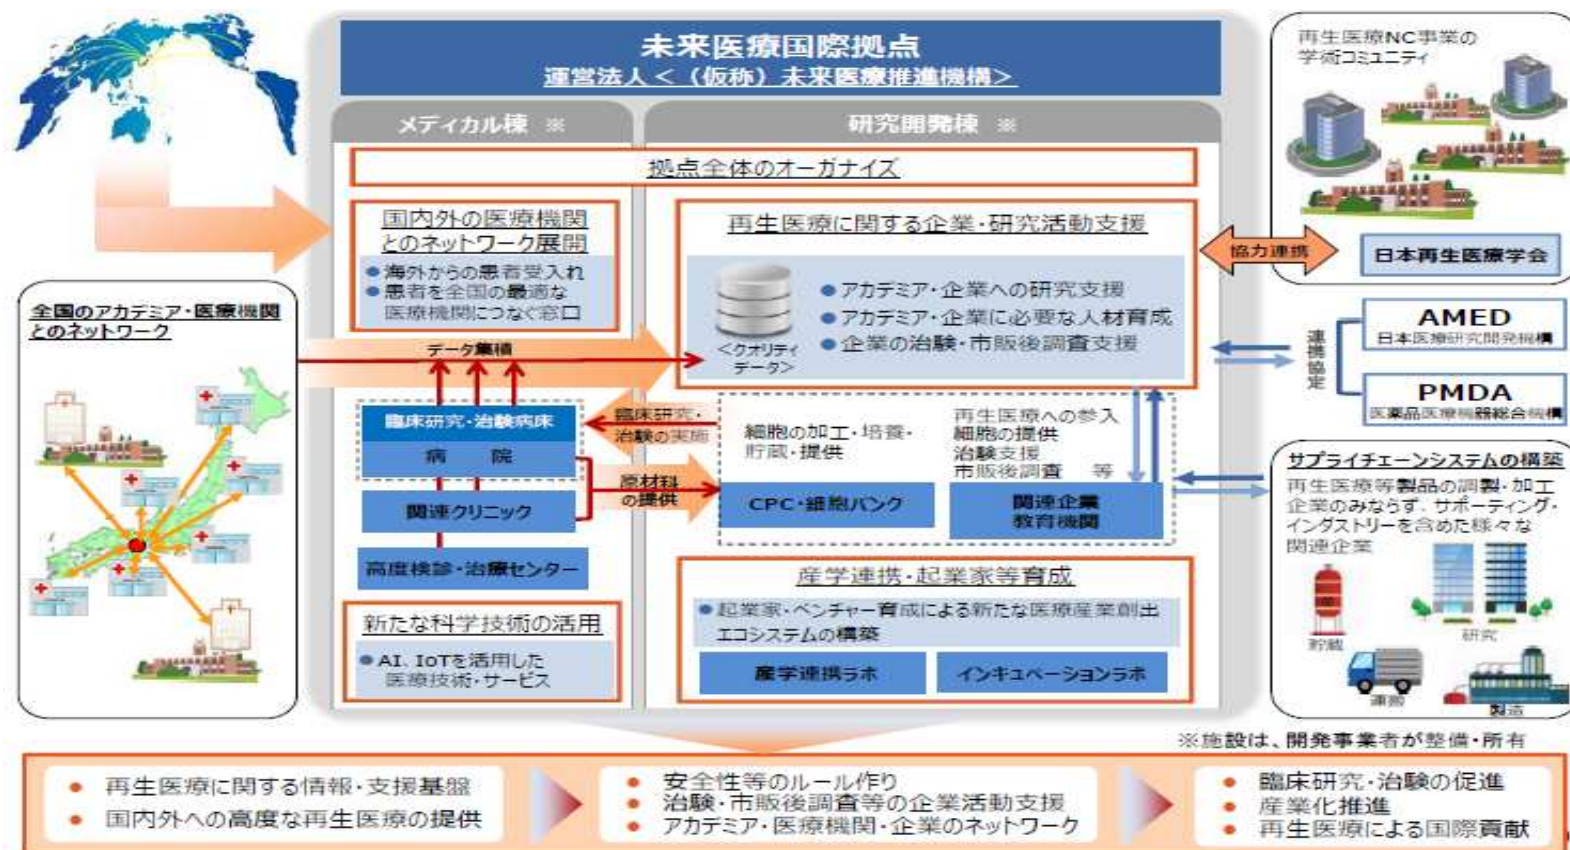 未来医療国際拠点
運営法人＜（仮称）未来医療推進機構＞
メディカル棟 ※
研究開発棟 ※
拠点全体のオーガナイズ
国内外の医療機関
とのネットワーク展開
● 海外からの患者受入れ
● 患者を全国の最適な
医療機関につなぐ窓口
再生医療に関する企業・研究活動支援
＜クオリティ
データ＞
● アカデミア・企業への研究支援
● アカデミア・企業に必要な人材育成
● 企業の治験・市販後調査支援
再生医療NC事業の
学術コミュニティ
協力連携
日本再生医療学会
全国のアカデミア・医療機関
とのネットワーク
データ集積
連携協定
AMED
日本医療研究開発機構
PMDA
医薬品医療機器総合機構
臨床研究・治験病床
病 院
関連クリニック
高度検診・治療センター
臨床研究・
治験の実施
原材料
の提供
細胞の加工・培養・
貯蔵・提供
CPC・細胞バンク
再生医療への参入
細胞の提供
治験支援
市販後調査 等
関連企業
教育機関
サプライチェーンシステムの構築
再生医療等製品の調製・加工
企業のみならず、サポーティング・
インダストリーを含めた様々な
関連企業
貯蔵
研究
運搬
製造
新たな科学技術の活用
● AI、IoTを活用した
医療技術・サービス
産学連携・起業家等育成
● 起業家・ベンチャー育成による新たな医療産業創出
エコシステムの構築
産学連携ラボ
インキュベーションラボ
※施設は、開発事業者が整備・所有
● 再生医療に関する情報・支援基盤
● 国内外への高度な再生医療の提供
● 安全性等のルール作り
● 治験・市販後調査等の企業活動支援
● アカデミア・医療機関・企業のネットワーク
● 臨床研究・治験の促進
● 産業化推進
● 再生医療による国際貢献